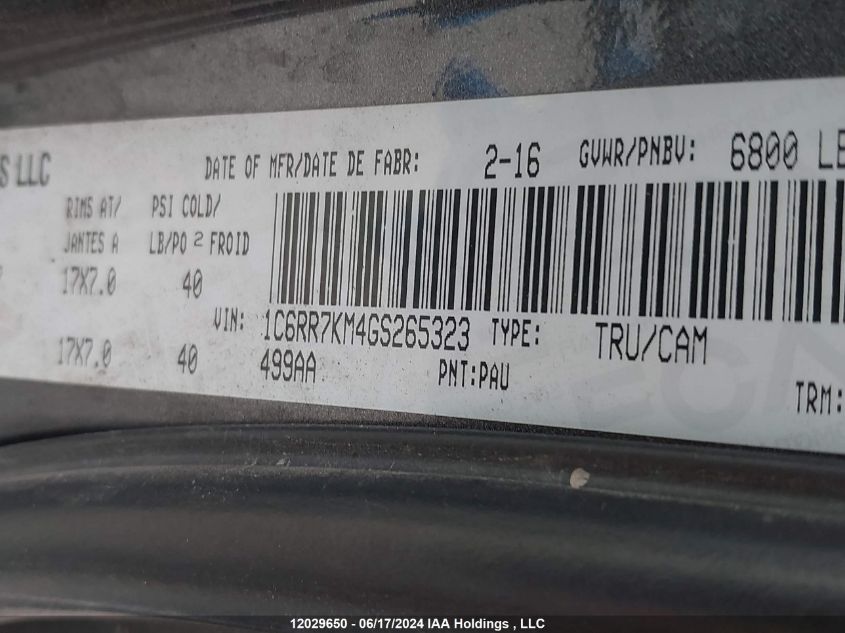 S LLC
DATE OF MFR/DATE DE FABR: 2-16 GVWR/PNBV: 6800 LB
RIMS AT/ PSI COLD/
JANTES A LB/PO 2 FROID
17X7.0 40
VIN: 1C6RR7KM4GS265323 TYPE: TRU/CAM
17X7.0 40
499AA PNT:PAU
TRM:
12029650 - 06/17/2024 IAA Holdings , LLC